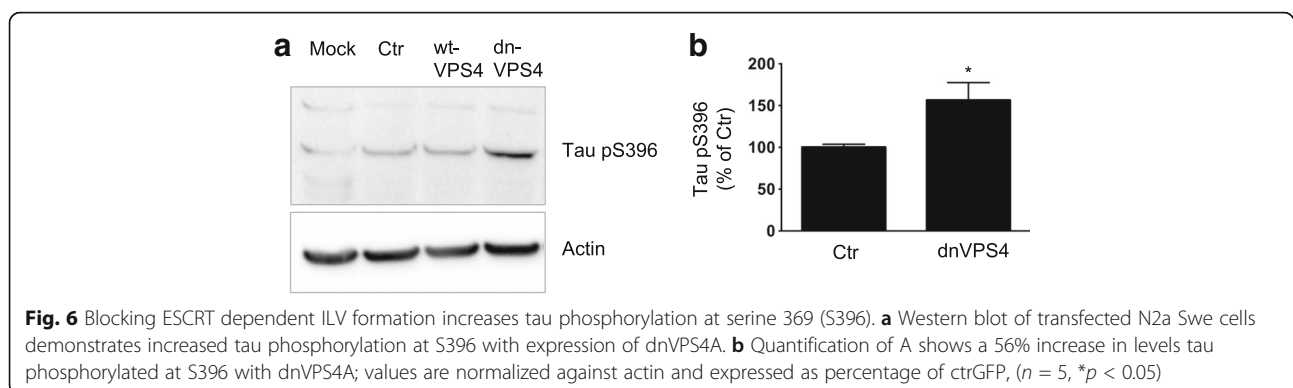 a
Mock Ctr wt- dn-
VPS4 VPS4
Tau pS396
Actin
b
Tau pS396
(% of Ctr)
200
150
100
50
0
*
Ctr dnVPS4
Fig. 6 Blocking ESCRT dependent ILV formation increases tau phosphorylation at serine 369 (S396). a Western blot of transfected N2a Swe cells
demonstrates increased tau phosphorylation at S396 with expression of dnVPS4A. b Quantification of A shows a 56% increase in levels tau
phosphorylated at S396 with dnVPS4A; values are normalized against actin and expressed as percentage of ctrGFP, (n = 5, *p < 0.05)